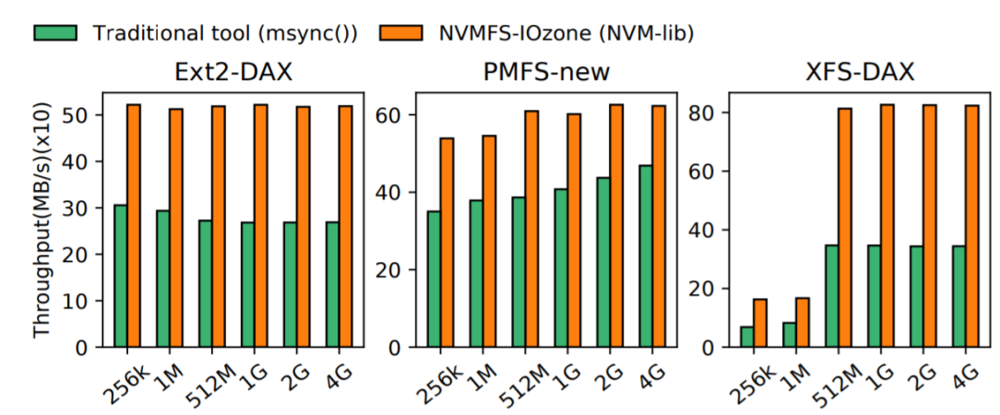 Traditional tool (msync()) NVMFS-IOzone (NVM-lib)
Ext2-DAX PMFS-new XFS-DAX
Throughput(MB/s)(x10)
50
40
30
20
10
0
256k 1M 512M 1G 2G 4G
60
40
20
0
256k 1M 512M 1G 2G 4G
80
60
40
20
0
256k 1M 512M 1G 2G 4G